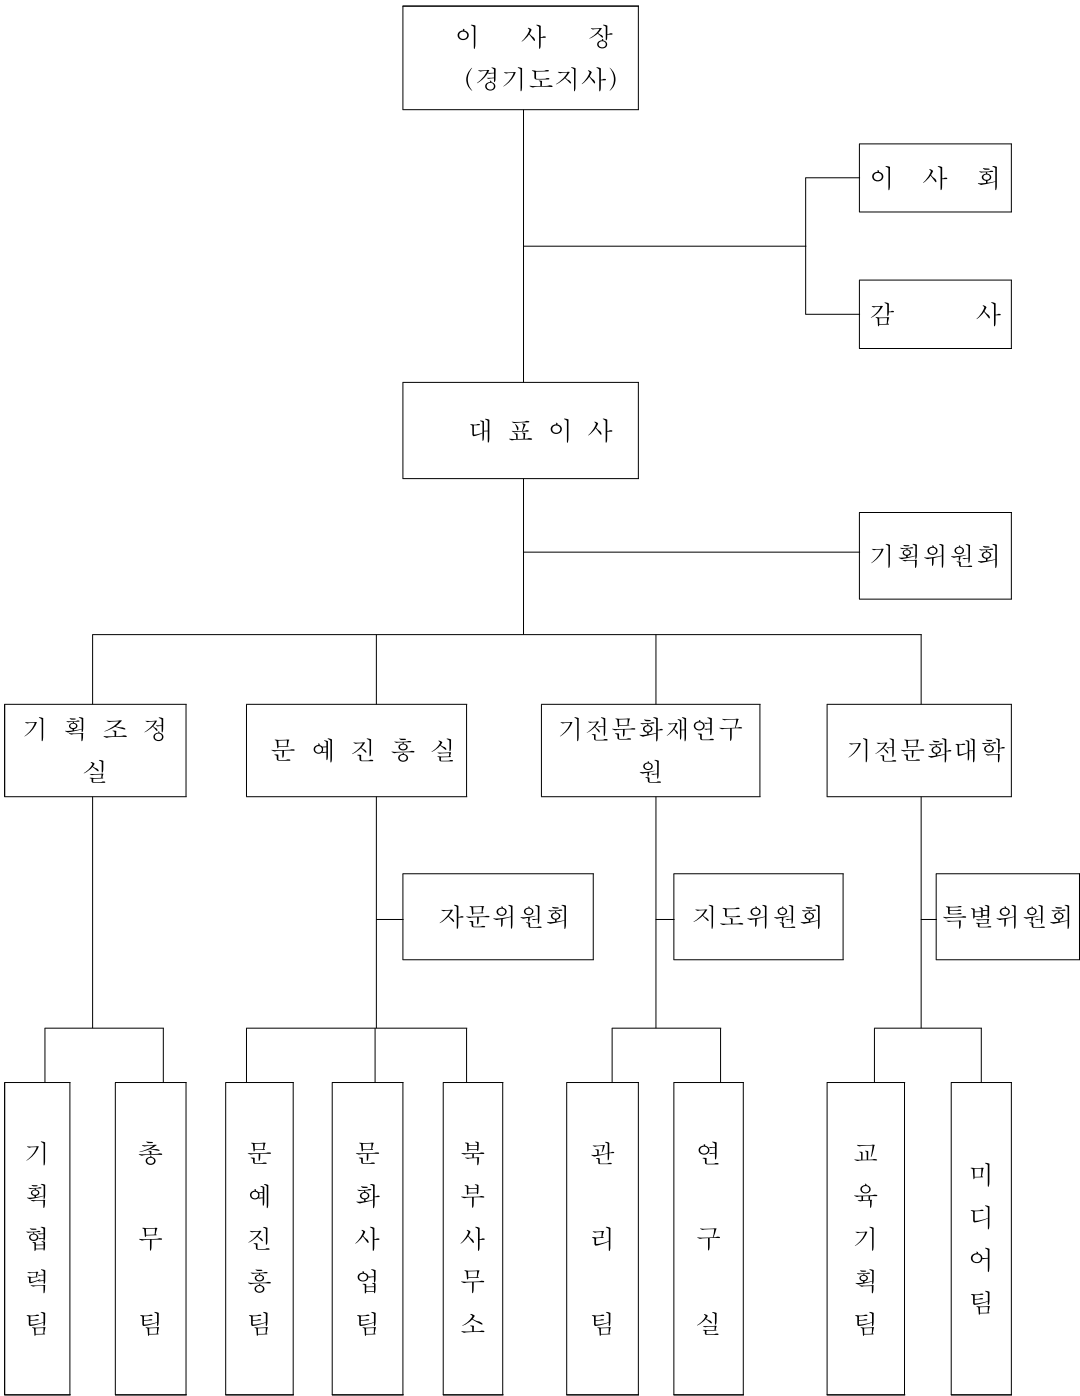 이 사 장
(경기도지사)
이 사 회
감 사
대 표 이 사
기획위원회
기 획 조 정
실
문 예 진 흥 실
기전문화재연구
원
기전문화대학
자문위원회
지도위원회
특별위원회
기획협력팀
총무팀
문예진흥팀
문화사업팀
북부사무소
관리팀
연구실
교육기획팀
미디어팀